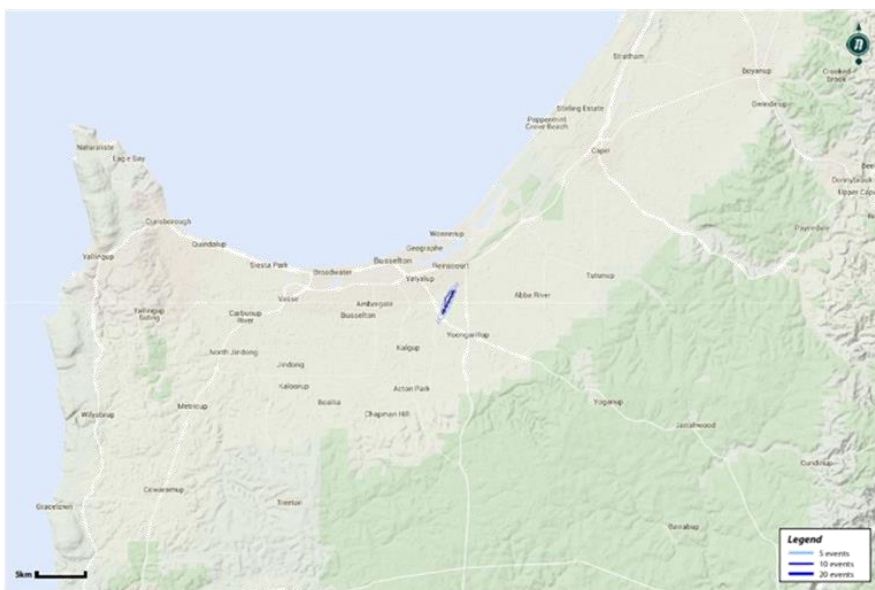 Stratham
Boyanup
Crooked
Brook
Gelorup
Stirling Estate
Peppermint
Grove Beach
Capel
Naturaliste
Eagle Bay
Donnybrook
Upper Cape
Paynedale
Dunsborough
Wonnerup
Quindalup
Geographe
Yallingup
Busselton
Siesta Park
Reinscourt
Broadwater
Yalyalup
Tutunup
Vasse
Abba River
Yallingup
Siding
Carbunup
River
Ambergate
Busselton
Yoongarillup
Kalgup
North Jindong
Jindong
Kaloorup
Acton Park
Boallia
Yoganup
Metricup
Wilyabrup
Chapman Hill
Jarrahwood
Cundinup
Cowaramup
Treeton
Gracetown
Barrabup
Legend
5 events
10 events
20 events
5km